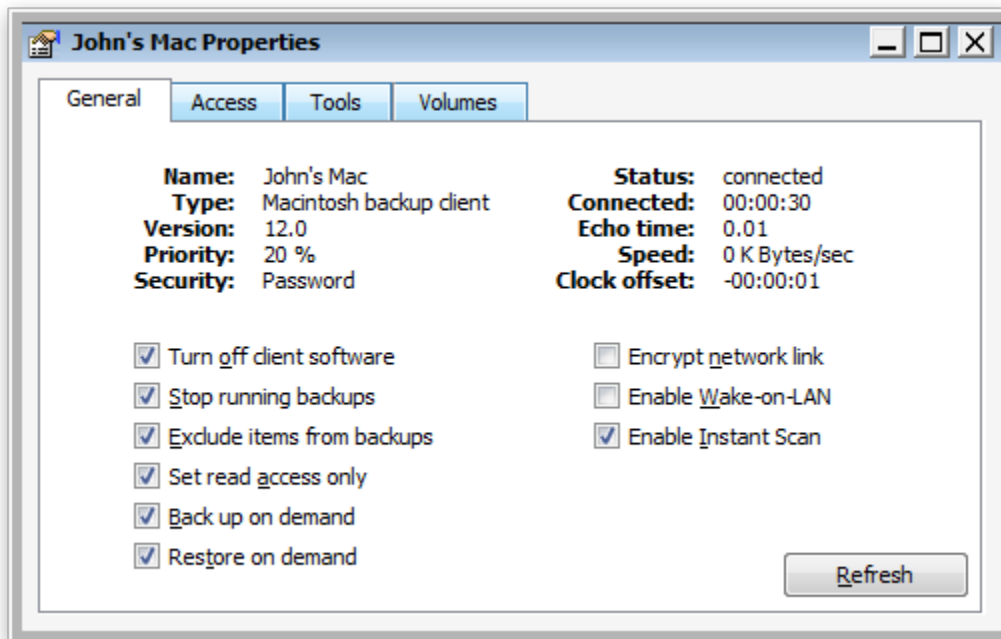 John's Mac Properties
General Access Tools Volumes
Name: John's Mac
Type: Macintosh backup client
Version: 12.0
Priority: 20 %
Security: Password
Status: connected
Connected: 00:00:30
Echo time: 0.01
Speed: 0 K Bytes/sec
Clock offset: -00:00:01
Turn off client software
Stop running backups
Exclude items from backups
Set read access only
Back up on demand
Restore on demand
Encrypt network link
Enable Wake-on-LAN
Enable Instant Scan
Refresh